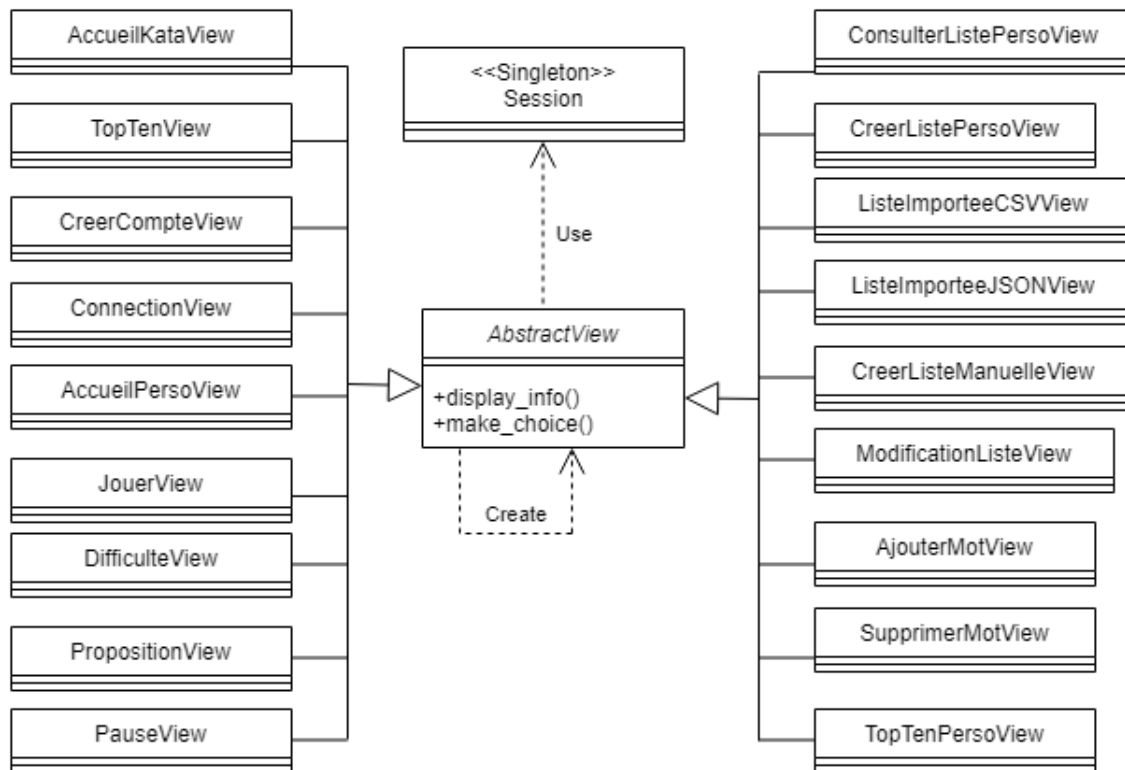 AccueilKataView
TopTenView
CreerCompteView
ConnectionView
AccueilPersoView
JouerView
DifficulteView
PropositionView
PauseView
<<Singleton>>
Session
Use
AbstractView
+display_info()
+make_choice()
Create
ConsulterListePersoView
CreerListePersoView
ListeImporteeCSVView
ListeImporteeJSONView
CreerListeManuelleView
ModificationListeView
AjouterMotView
SupprimerMotView
TopTenPersoView